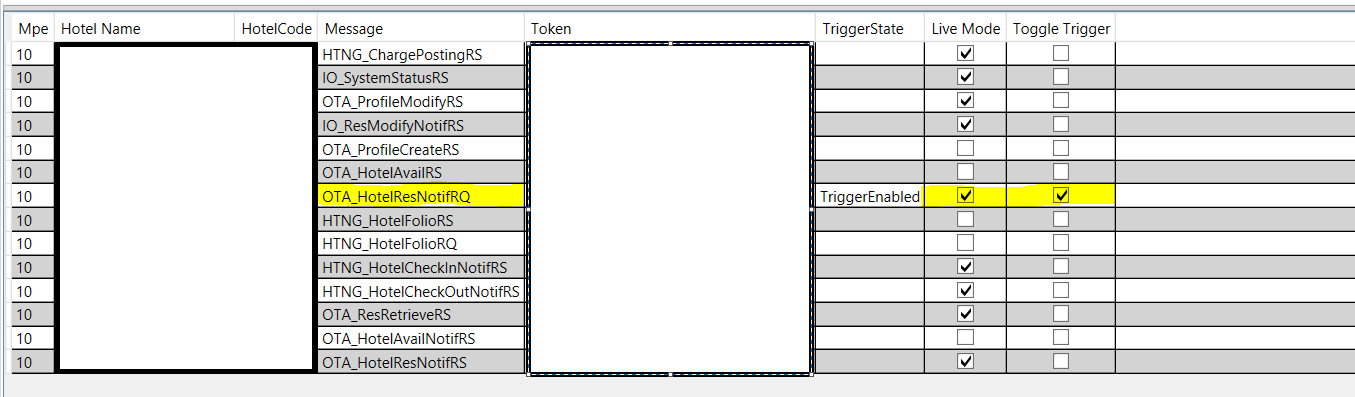 Mpe Hotel Name HotelCode Message Token TriggerState Live Mode Toggle Trigger
10 HTNG_ChargePostingRS
10 IO_SystemStatusRS
10 OTA_ProfileModifyRS
10 IO_ResModifyNotifRS
10 OTA_ProfileCreateRS
10 OTA_HotelAvailRS
10 OTA_HotelResNotifRQ TriggerEnabled
10 HTNG_HotelFolioRS
10 HTNG_HotelFolioRQ
10 HTNG_HotelCheckInNotifRS
10 HTNG_HotelCheckOutNotifRS
10 OTA_ResRetrieveRS
10 OTA_HotelAvailNotifRS
10 OTA_HotelResNotifRS